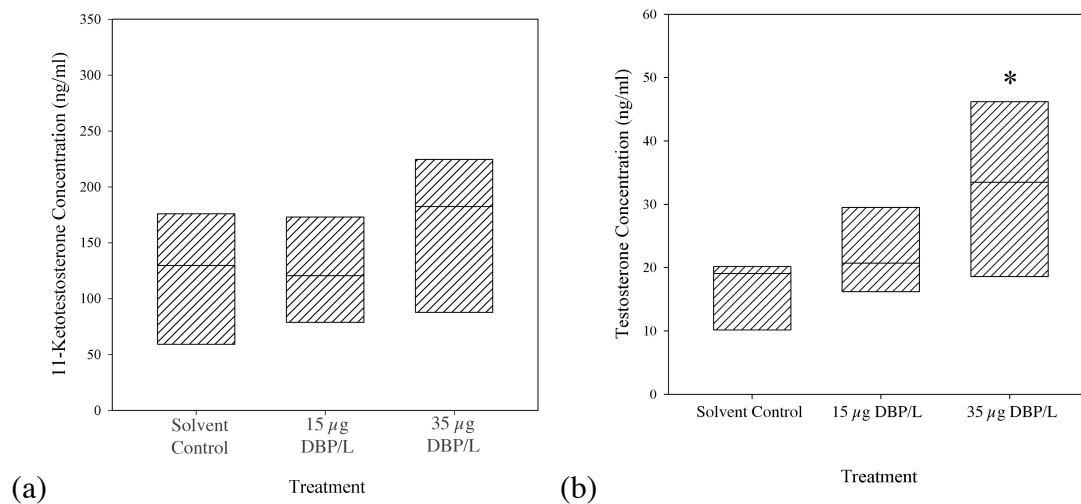 11-Ketotestosterone Concentration (ng/ml)
350
300
250
200
150
100
50
0
Solvent
Control
15 µg
DBP/L
35 µg
DBP/L
Treatment
(a)
Testosterone Concentration (ng/ml)
60
50
40
30
20
10
0
*
Solvent Control
15 µg DBP/L
35 µg DBP/L
Treatment
(b)